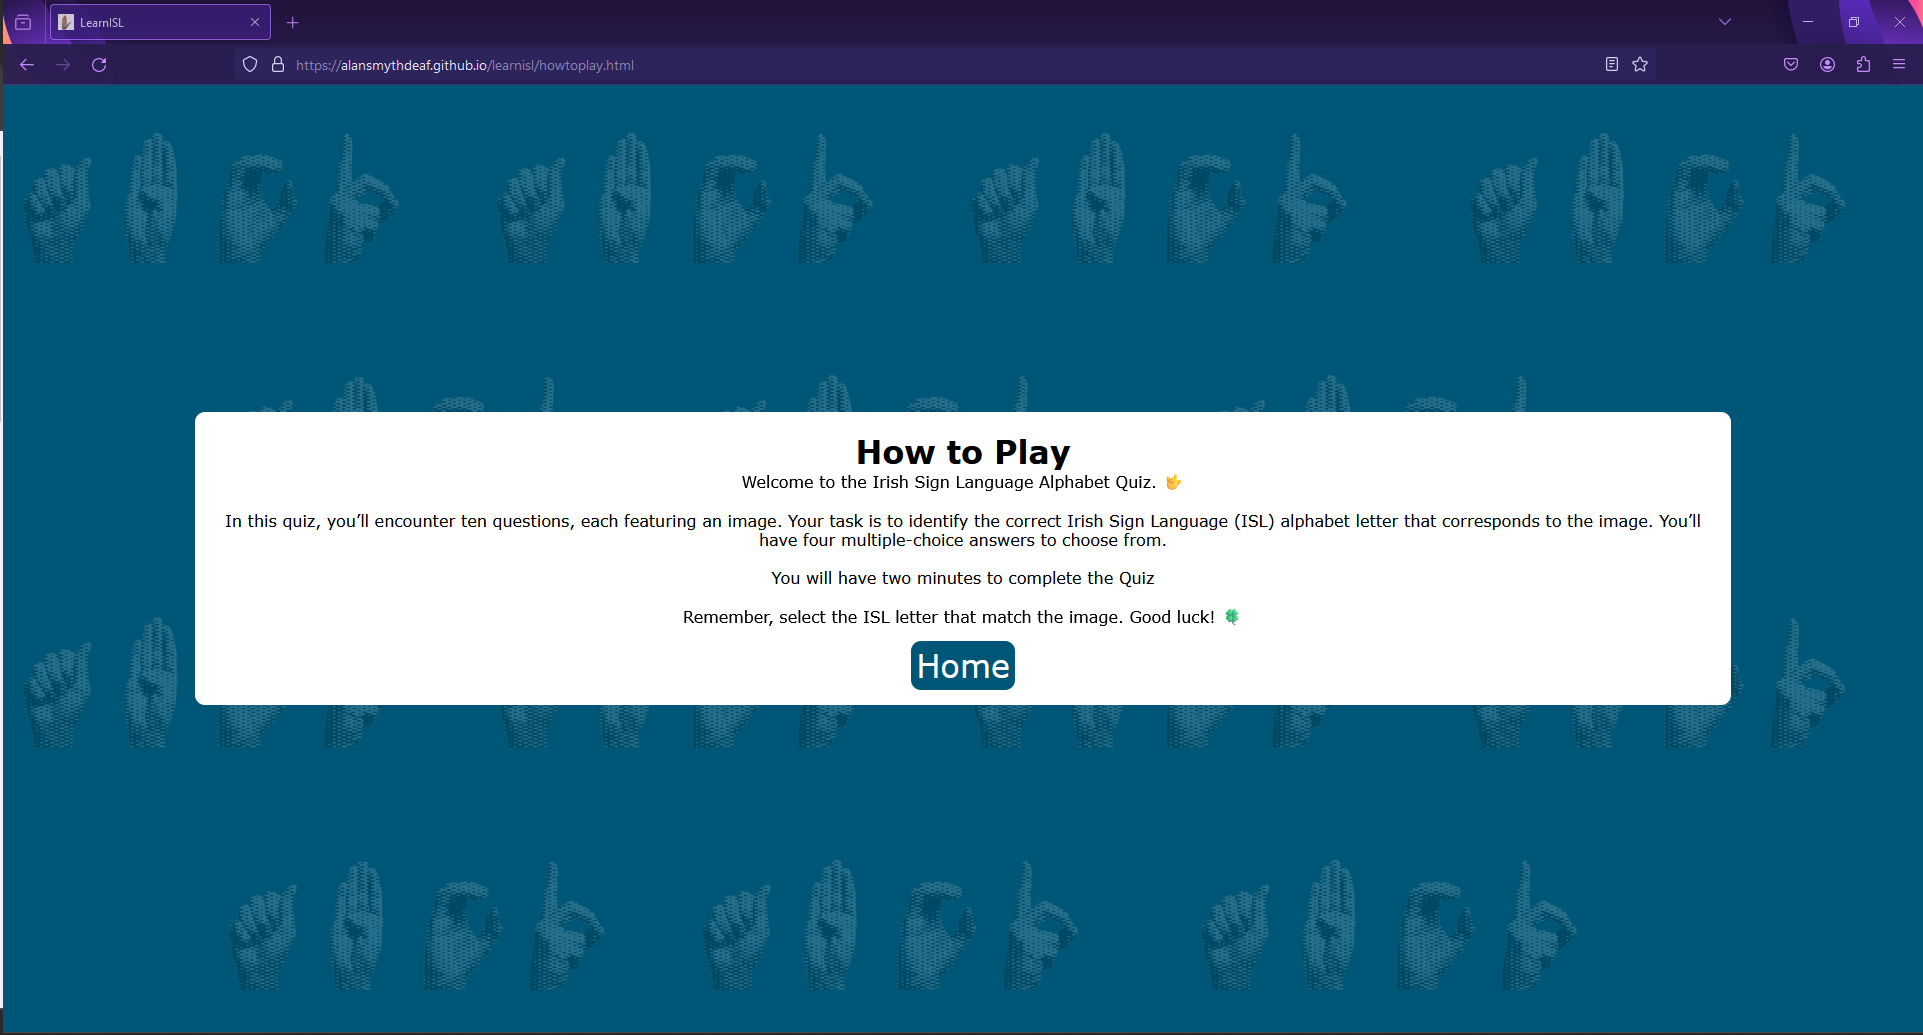 LearnISL
https://alansmythdeaf.github.io/learnisl/howtoplay.html
How to Play
Welcome to the Irish Sign Language Alphabet Quiz. 🤟
In this quiz, you’ll encounter ten questions, each featuring an image. Your task is to identify the correct Irish Sign Language (ISL) alphabet letter that corresponds to the image. You’ll
have four multiple-choice answers to choose from.
You will have two minutes to complete the Quiz
Remember, select the ISL letter that match the image. Good luck! 🍀
Home